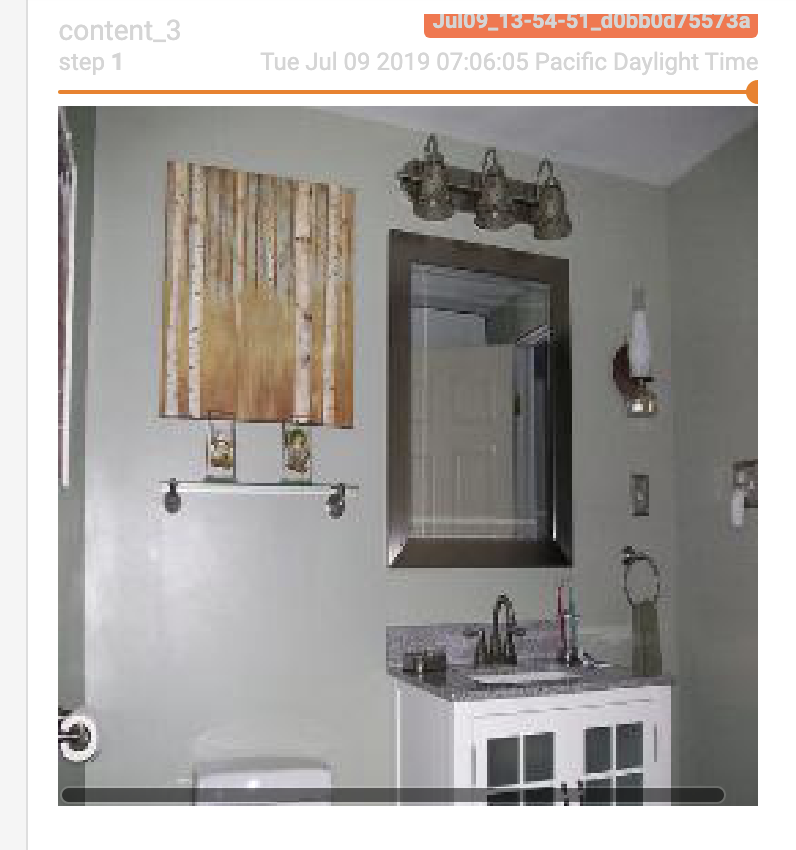 content_3
Jul09_13-54-51_d0bb0d75573a
step 1
Tue Jul 09 2019 07:06:05 Pacific Daylight Time